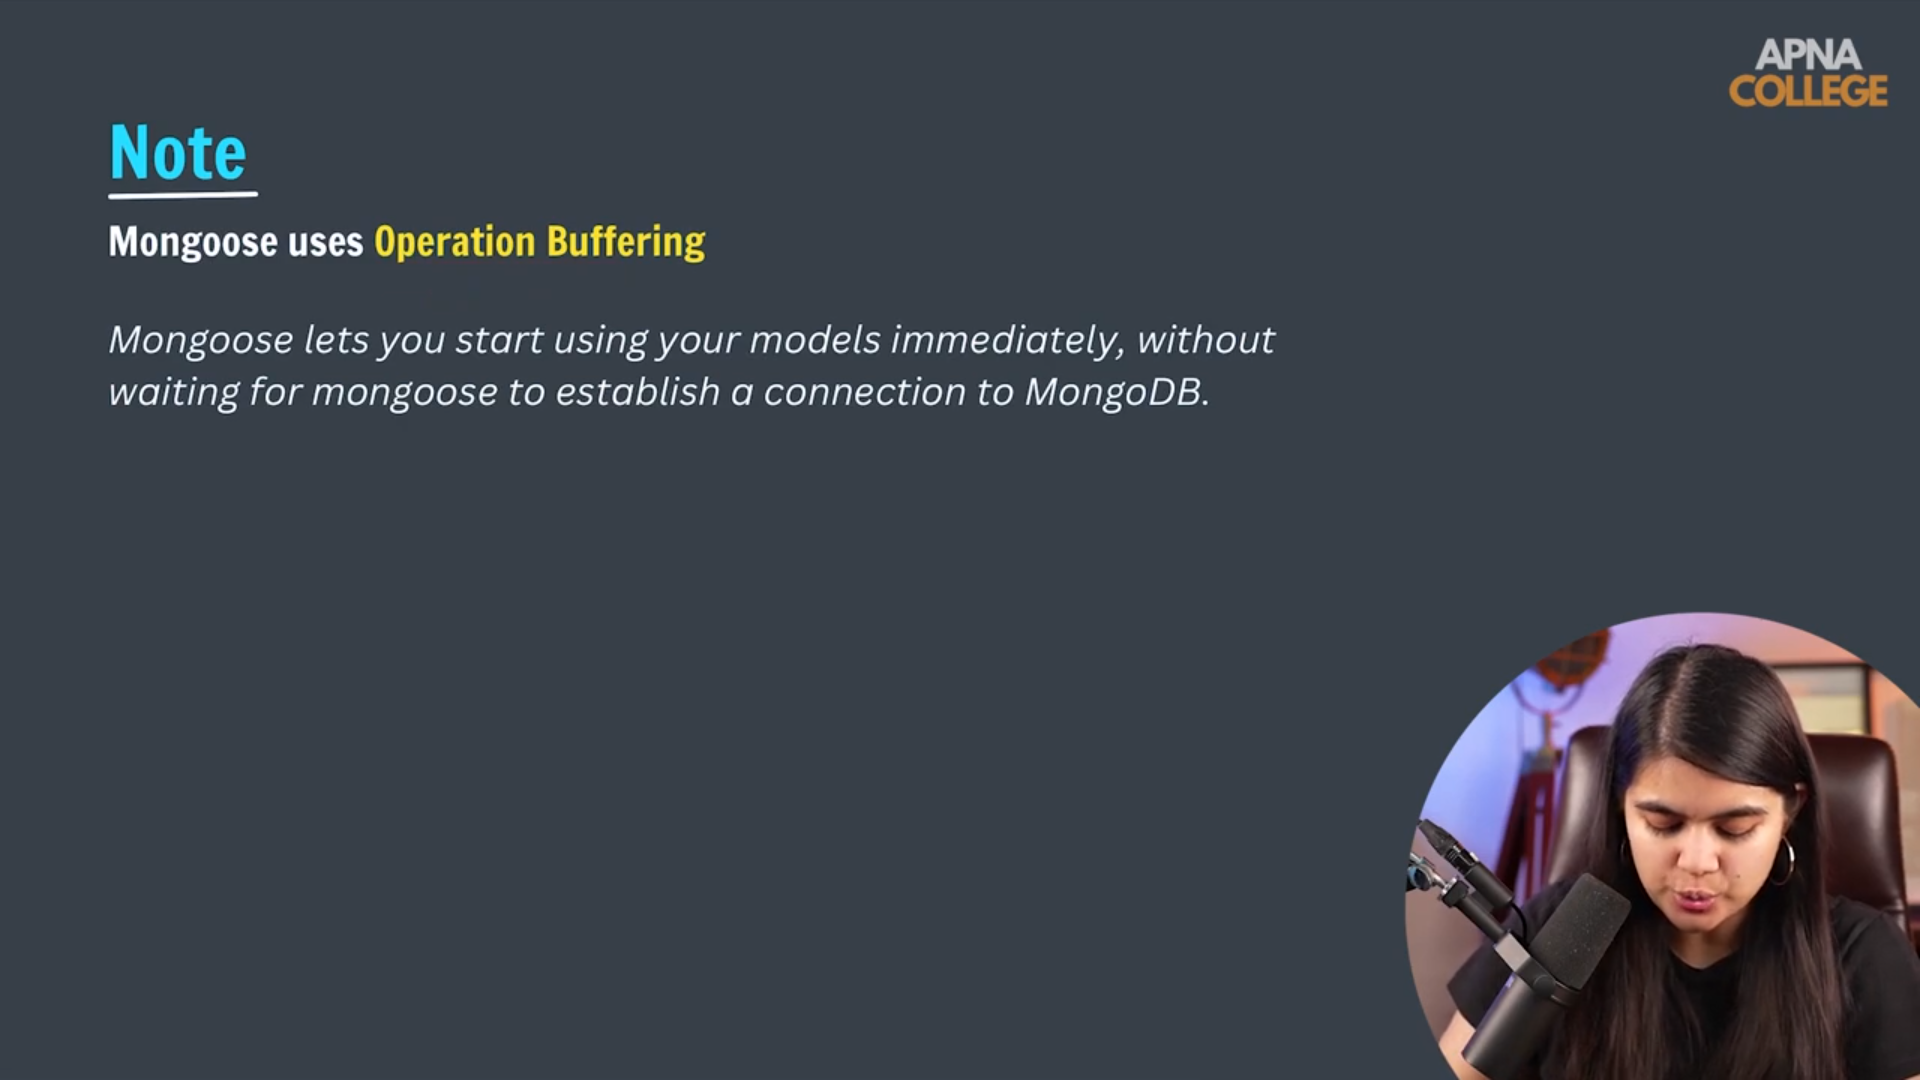 APNA
COLLEGE
Note
Mongoose uses Operation Buffering
Mongoose lets you start using your models immediately, without
waiting for mongoose to establish a connection to MongoDB.